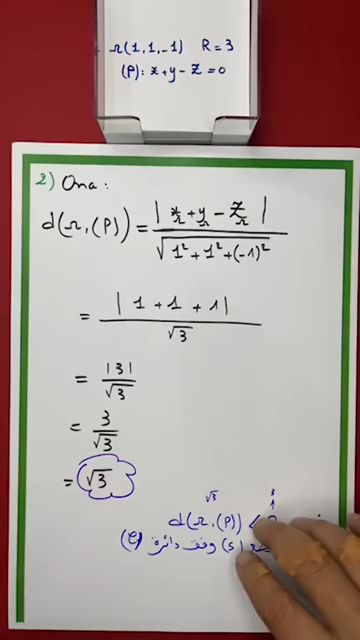 Ω(1,1,-1) R=3
(P): x+y-z=0
2) Ona:
d(Ω,(P)) = |x_Ω+y_Ω-z_Ω| / √(1²+1²+(-1)²)
= |1+1+1| / √3
= |3| / √3
= 3 / √3
= √3
√3 3
d(Ω,(P)) <
(S) وفق دائرة (C)